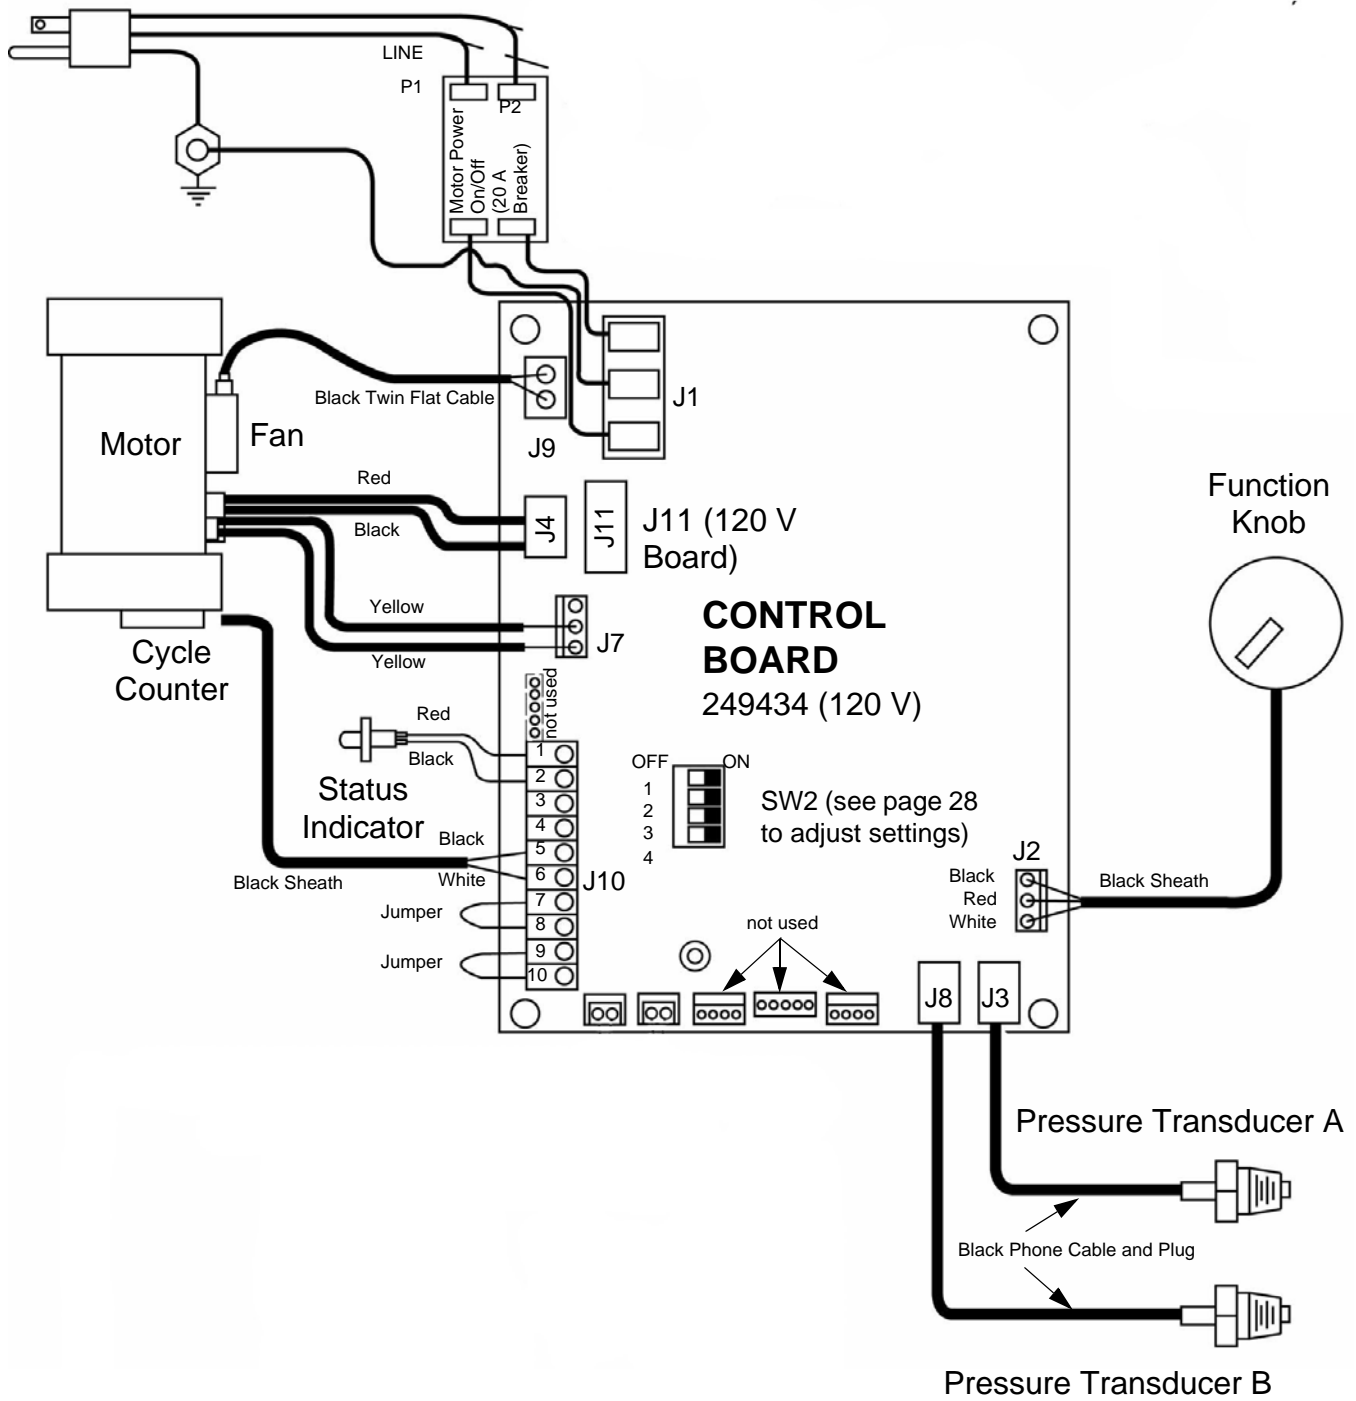 LINE
P1
P2
Motor Power
On/Off
(20 A
Breaker)
Black Twin Flat Cable
J1
J9
Motor
Fan
Red
Black
J4
J11
J11 (120 V
Board)
Function
Knob
Yellow
Yellow
J7
CONTROL
BOARD
249434 (120 V)
Cycle
Counter
not used
Red
Black
Status
Indicator
1
2
3
4
5
6
7
8
9
10
J10
OFF
ON
1
2
3
4
SW2 (see page 28
to adjust settings)
Black
White
Black Sheath
Jumper
Jumper
J2
Black
Red
White
Black Sheath
not used
J8
J3
Pressure Transducer A
Black Phone Cable and Plug
Pressure Transducer B